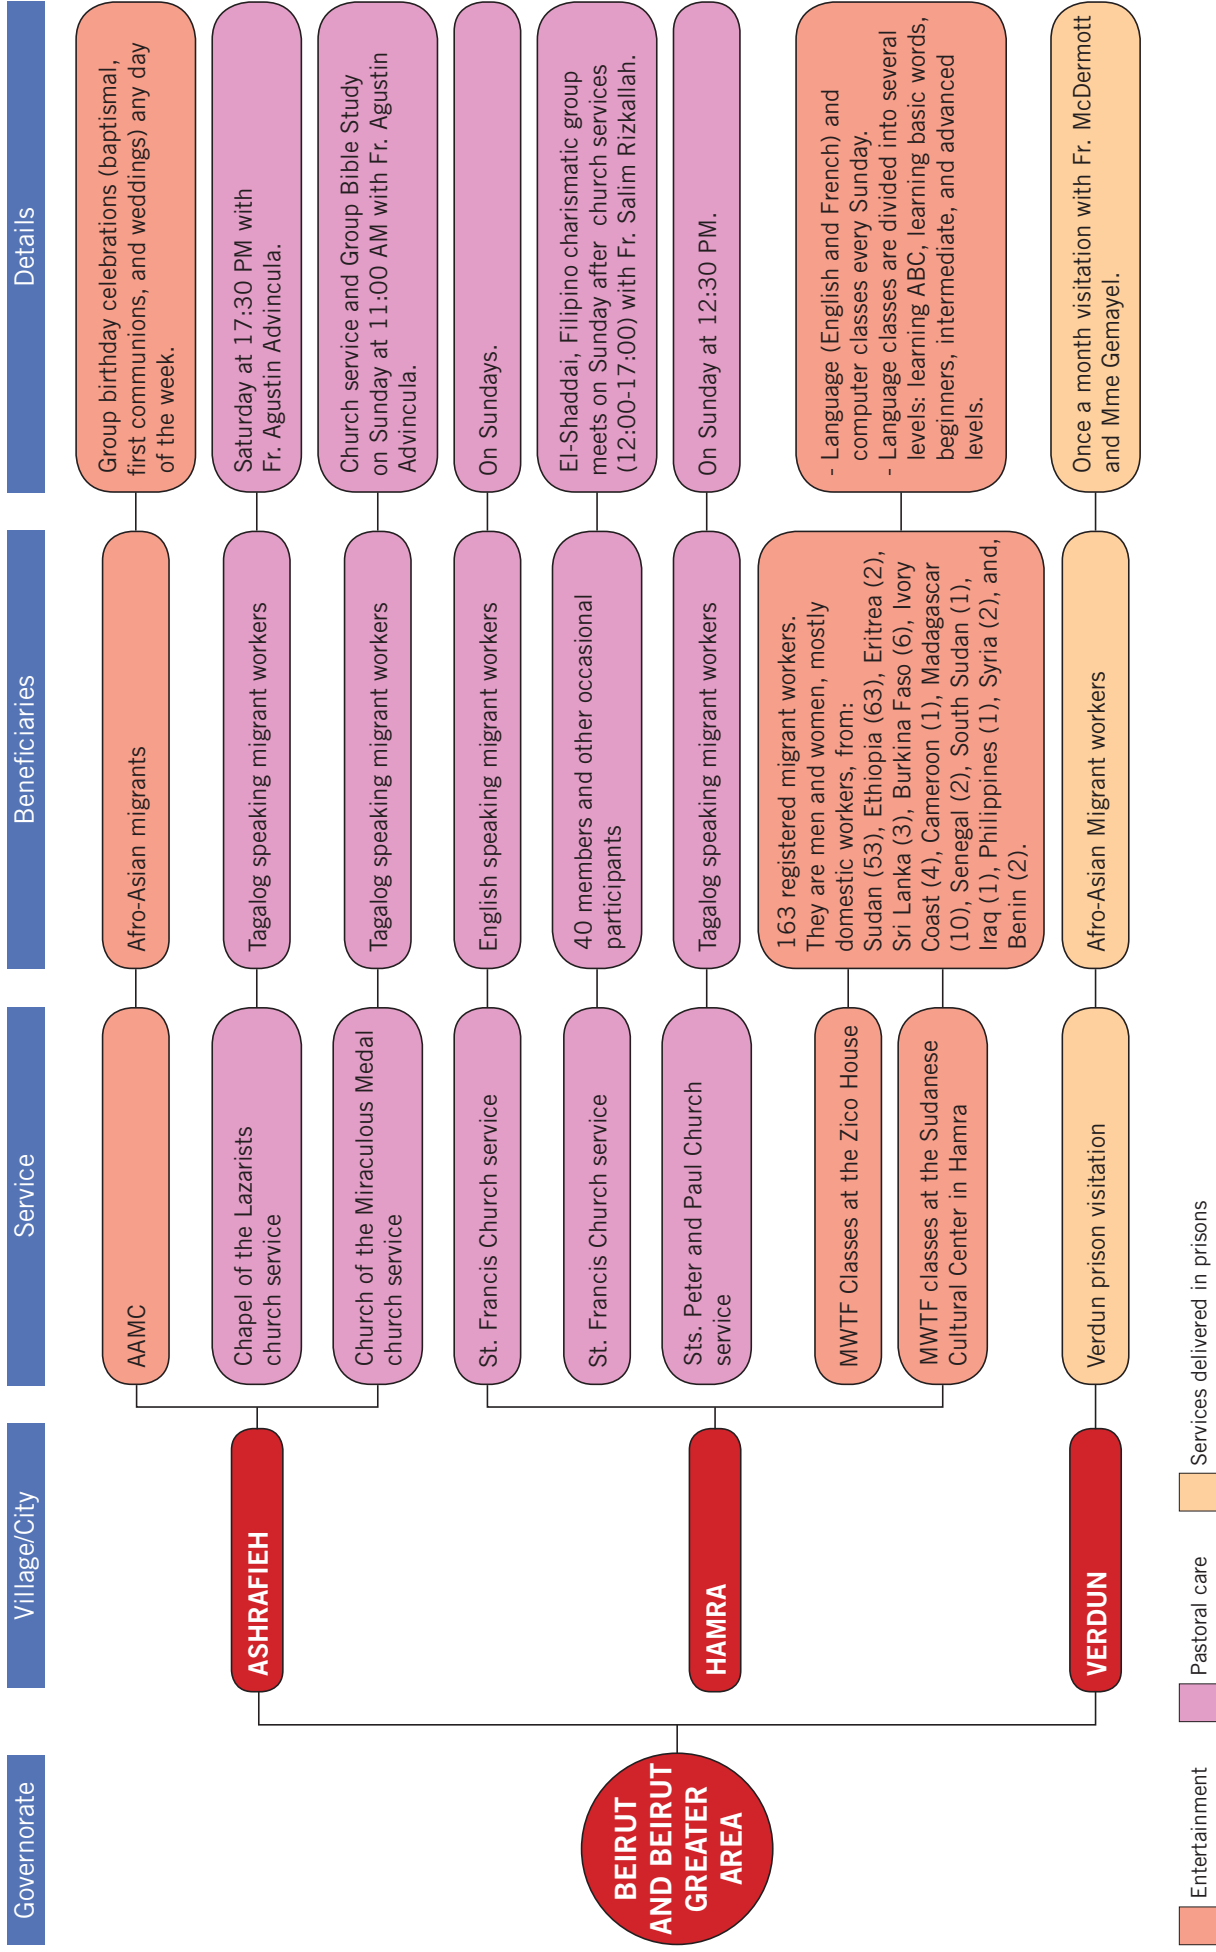 Governorate
Village/City
Service
Beneficiaries
Details
BEIRUT
AND BEIRUT
GREATER
AREA
ASHRAFIEH
AAMC
Afro-Asian migrants
Group birthday celebrations (baptismal,
first communions, and weddings) any day
of the week.
Chapel of the Lazarists
church service
Tagalog speaking migrant workers
Saturday at 17:30 PM with
Fr. Agustin Advincula.
Church of the Miraculous Medal
church service
Tagalog speaking migrant workers
Church service and Group Bible Study
on Sunday at 11:00 AM with Fr. Agustin
Advincula.
HAMRA
St. Francis Church service
English speaking migrant workers
On Sundays.
St. Francis Church service
40 members and other occasional
participants
El-Shaddai, Filipino charismatic group
meets on Sunday after church services
(12:00-17:00) with Fr. Salim Rizkallah.
Sts. Peter and Paul Church
service
Tagalog speaking migrant workers
On Sunday at 12:30 PM.
MWTF Classes at the Zico House
MWTF classes at the Sudanese
Cultural Center in Hamra
163 registered migrant workers.
They are men and women, mostly
domestic workers, from:
Sudan (53), Ethiopia (63), Eritrea (2),
Sri Lanka (3), Burkina Faso (6), Ivory
Coast (4), Cameroon (1), Madagascar
(10), Senegal (2), South Sudan (1),
Iraq (1), Philippines (1), Syria (2), and,
Benin (2).
- Language (English and French) and
computer classes every Sunday.
- Language classes are divided into several
levels: learning ABC, learning basic words,
beginners, intermediate, and advanced
levels.
VERDUN
Verdun prison visitation
Afro-Asian Migrant workers
Once a month visitation with Fr. McDermott
and Mme Gemayel.
Entertainment
Pastoral care
Services delivered in prisons